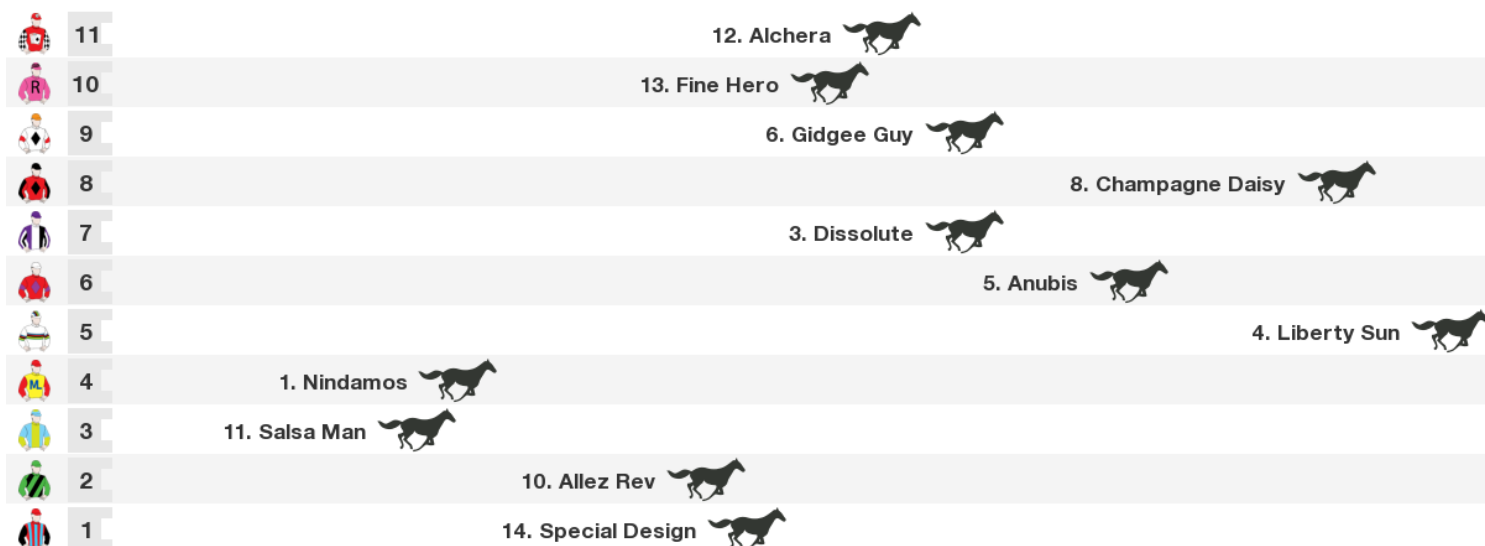 11 12. Alchera
R 10 13. Fine Hero
9 6. Gidgee Guy
8 8. Champagne Daisy
7 3. Dissolute
6 5. Anubis
5 4. Liberty Sun
ML 4 1. Nindamos
3 11. Salsa Man
2 10. Allez Rev
1 14. Special Design